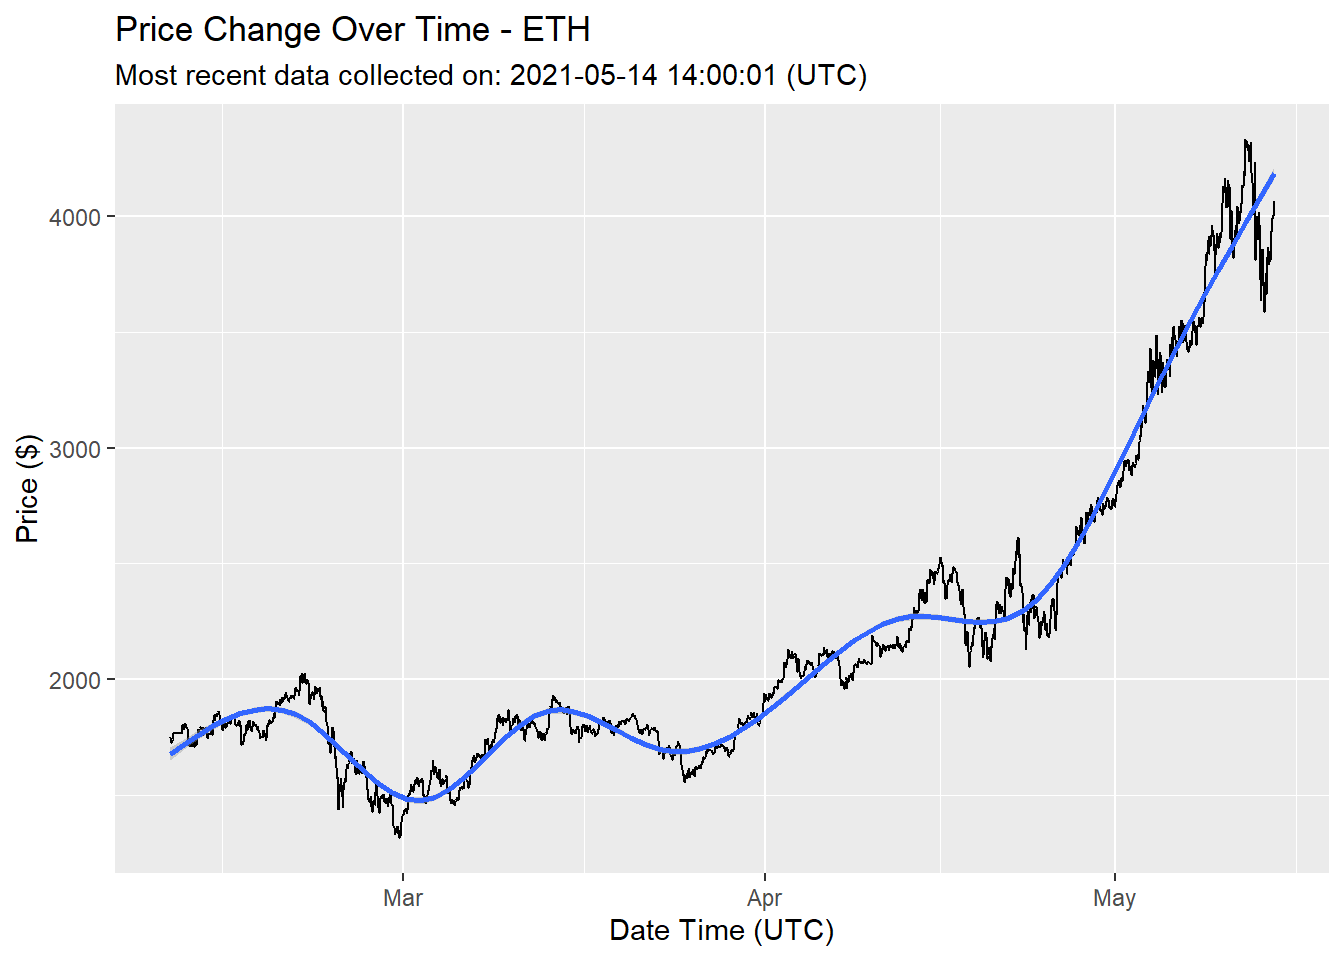 Price Change Over Time - ETH
Most recent data collected on: 2021-05-14 14:00:01 (UTC)
4000
3000
2000
Price ($)
Mar
Apr
May
Date Time (UTC)